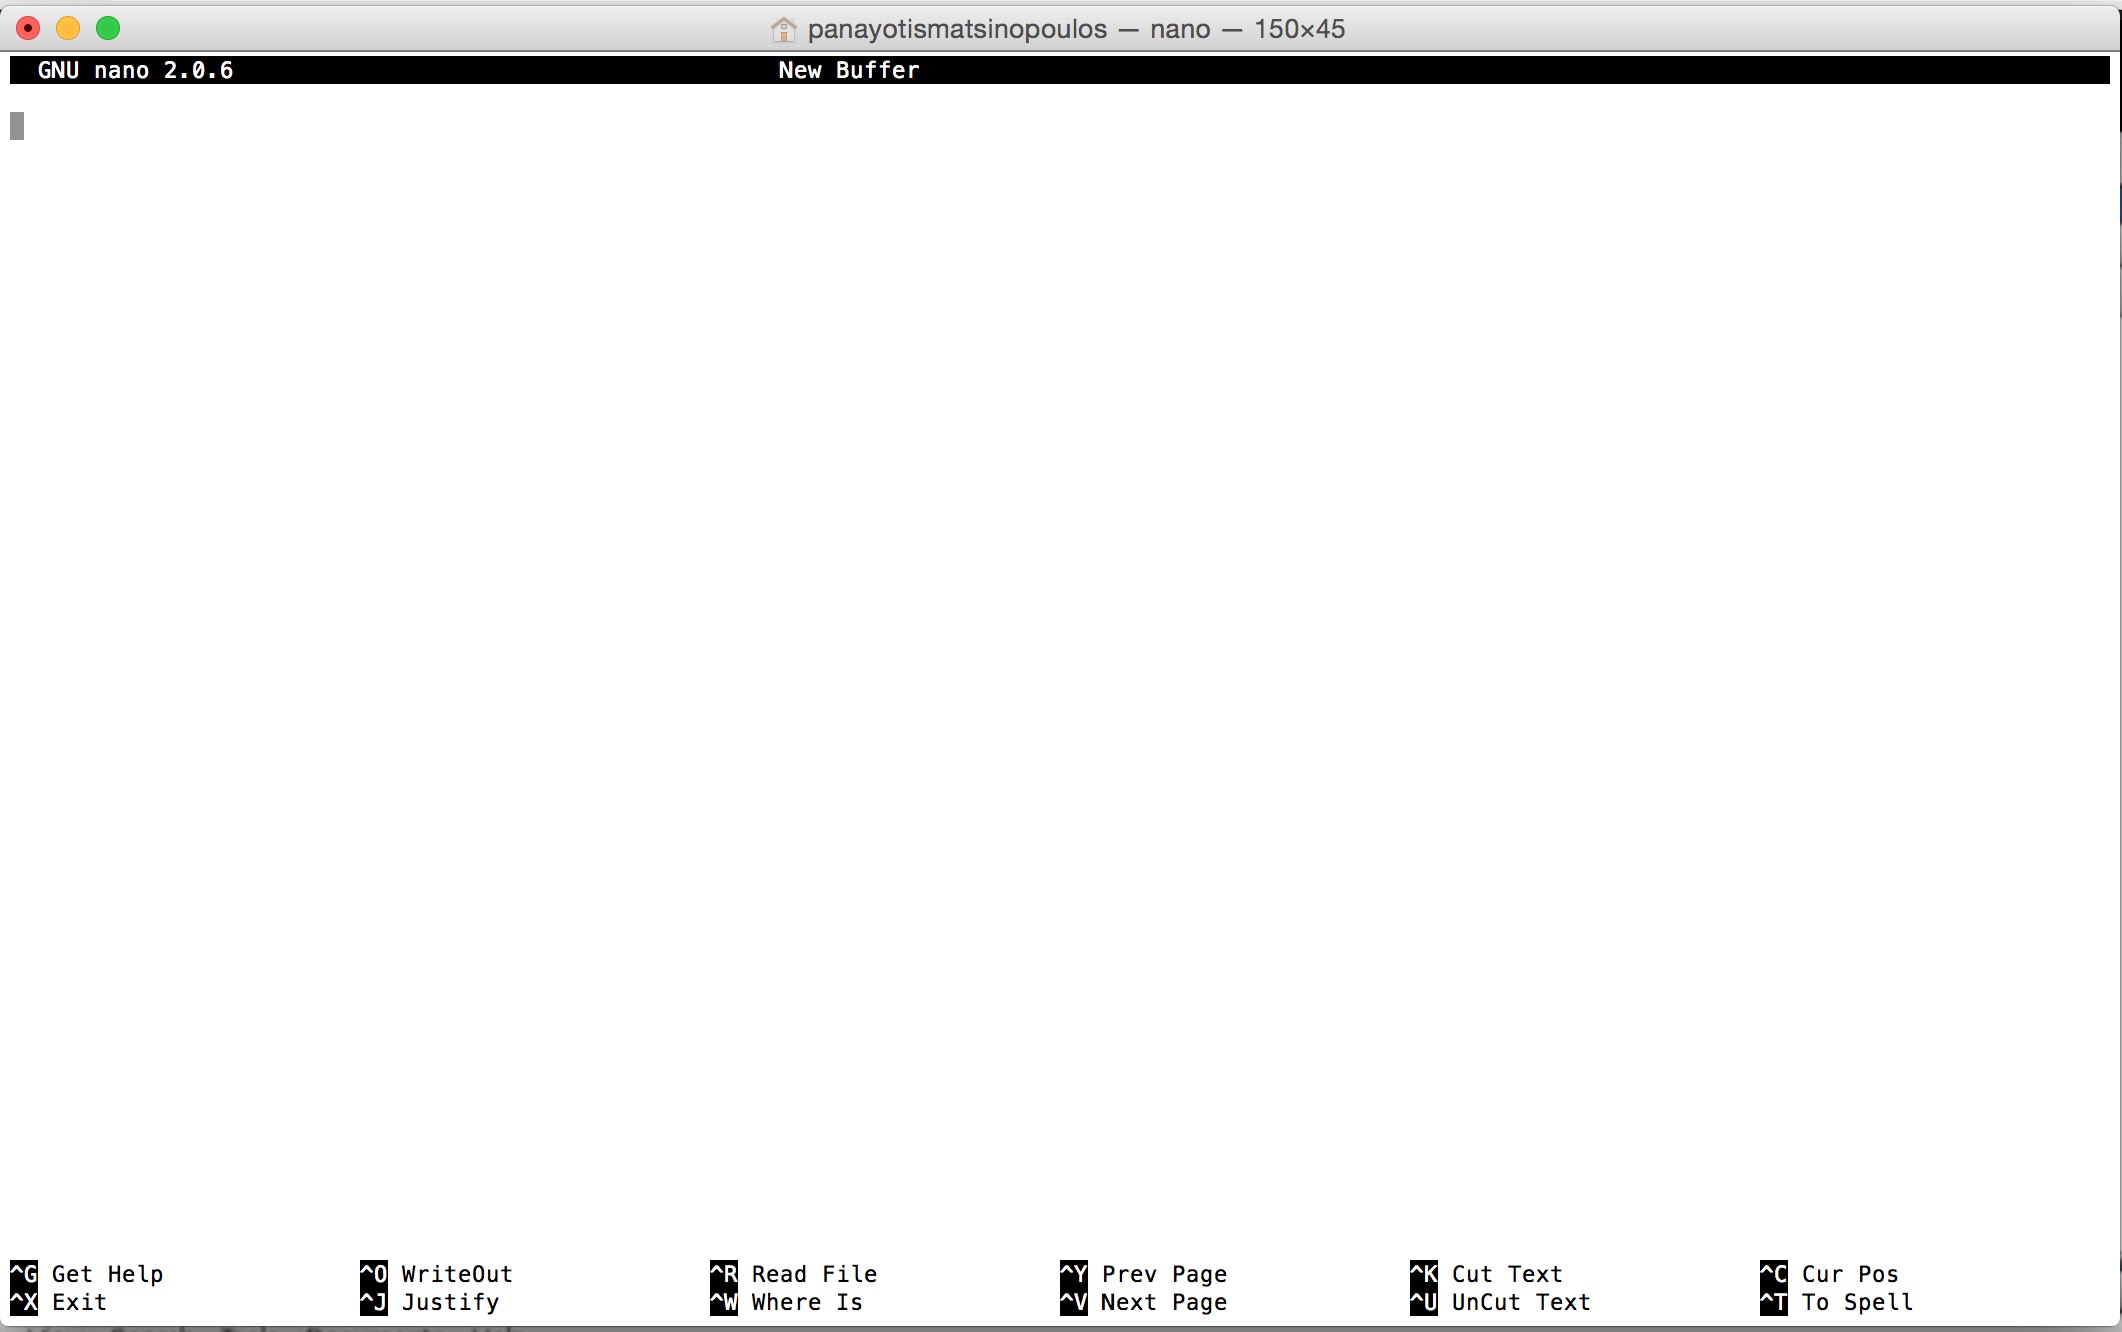 panayotismatsinopoulos — nano — 150×45
GNU nano 2.0.6 New Buffer
^G Get Help ^O WriteOut ^R Read File ^Y Prev Page ^K Cut Text ^C Cur Pos
^X Exit ^J Justify ^W Where Is ^V Next Page ^U UnCut Text ^T To Spell